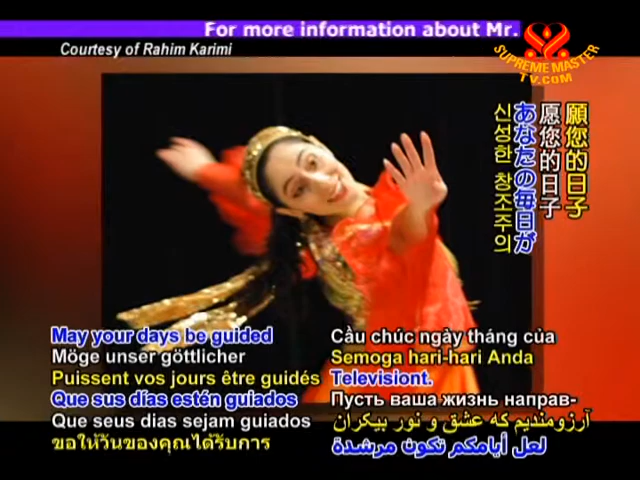 For more information about Mr.
Courtesy of Rahim Karimi
SUPREME MASTER
TV.COM
願您的日子
愿您的日子
あなたの毎日が
신성한 창조주의
May your days be guided
Möge unser göttlicher
Puissent vos jours être guidés
Que sus días estén guiados
Que seus dias sejam guiados
ขอให้วันของคุณได้รับการ
Cầu chúc ngày tháng của
Semoga hari-hari Anda
Televisiont.
Пусть ваша жизнь направ-
آرزومندیم که عشق و نور بیکران
لعل أيامكم تكون مرشدة